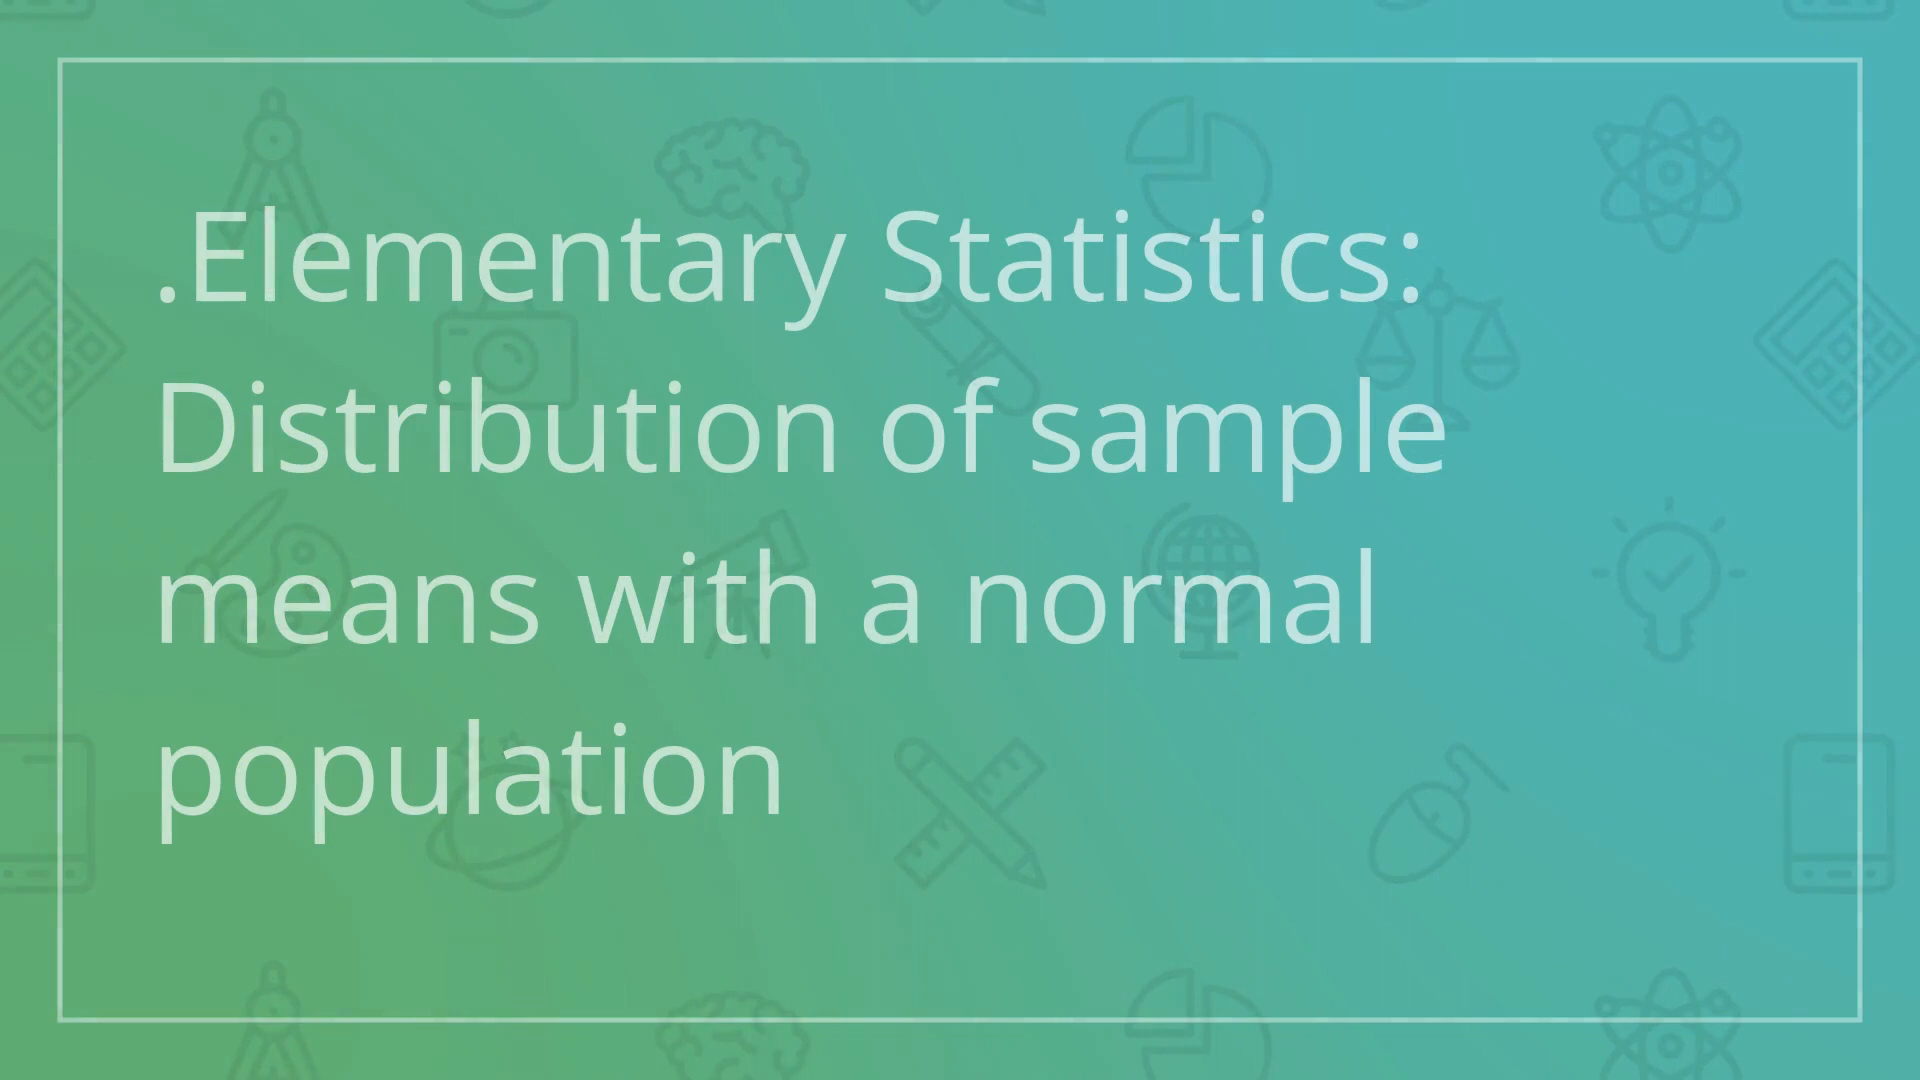 .Elementary Statistics:
Distribution of sample
means with a normal
population